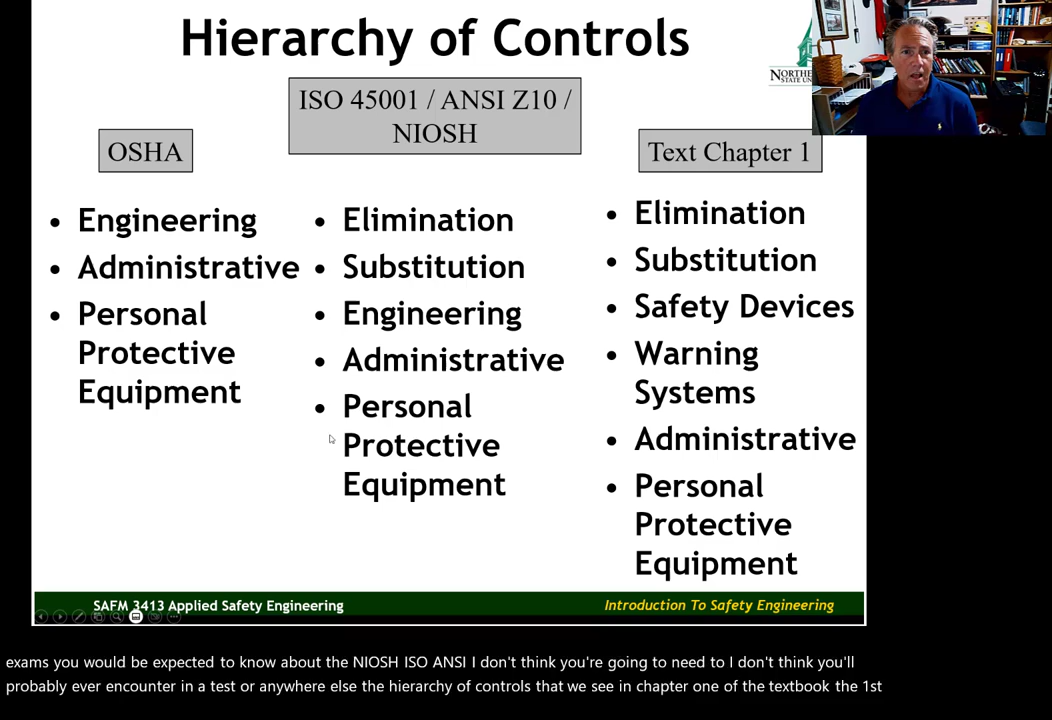 Hierarchy of Controls
ISO 45001 / ANSI Z10 /
NIOSH
OSHA
Text Chapter 1
• Engineering
• Administrative
• Personal
Protective
Equipment
• Elimination
• Substitution
• Engineering
• Administrative
• Personal
Protective
Equipment
• Elimination
• Substitution
• Safety Devices
• Warning
Systems
• Administrative
• Personal
Protective
Equipment
SAFM 3413 Applied Safety Engineering
Introduction To Safety Engineering
exams you would be expected to know about the NIOSH ISO ANSI I don't think you're going to need to I don't think you'll
probably ever encounter in a test or anywhere else the hierarchy of controls that we see in chapter one of the textbook the 1st